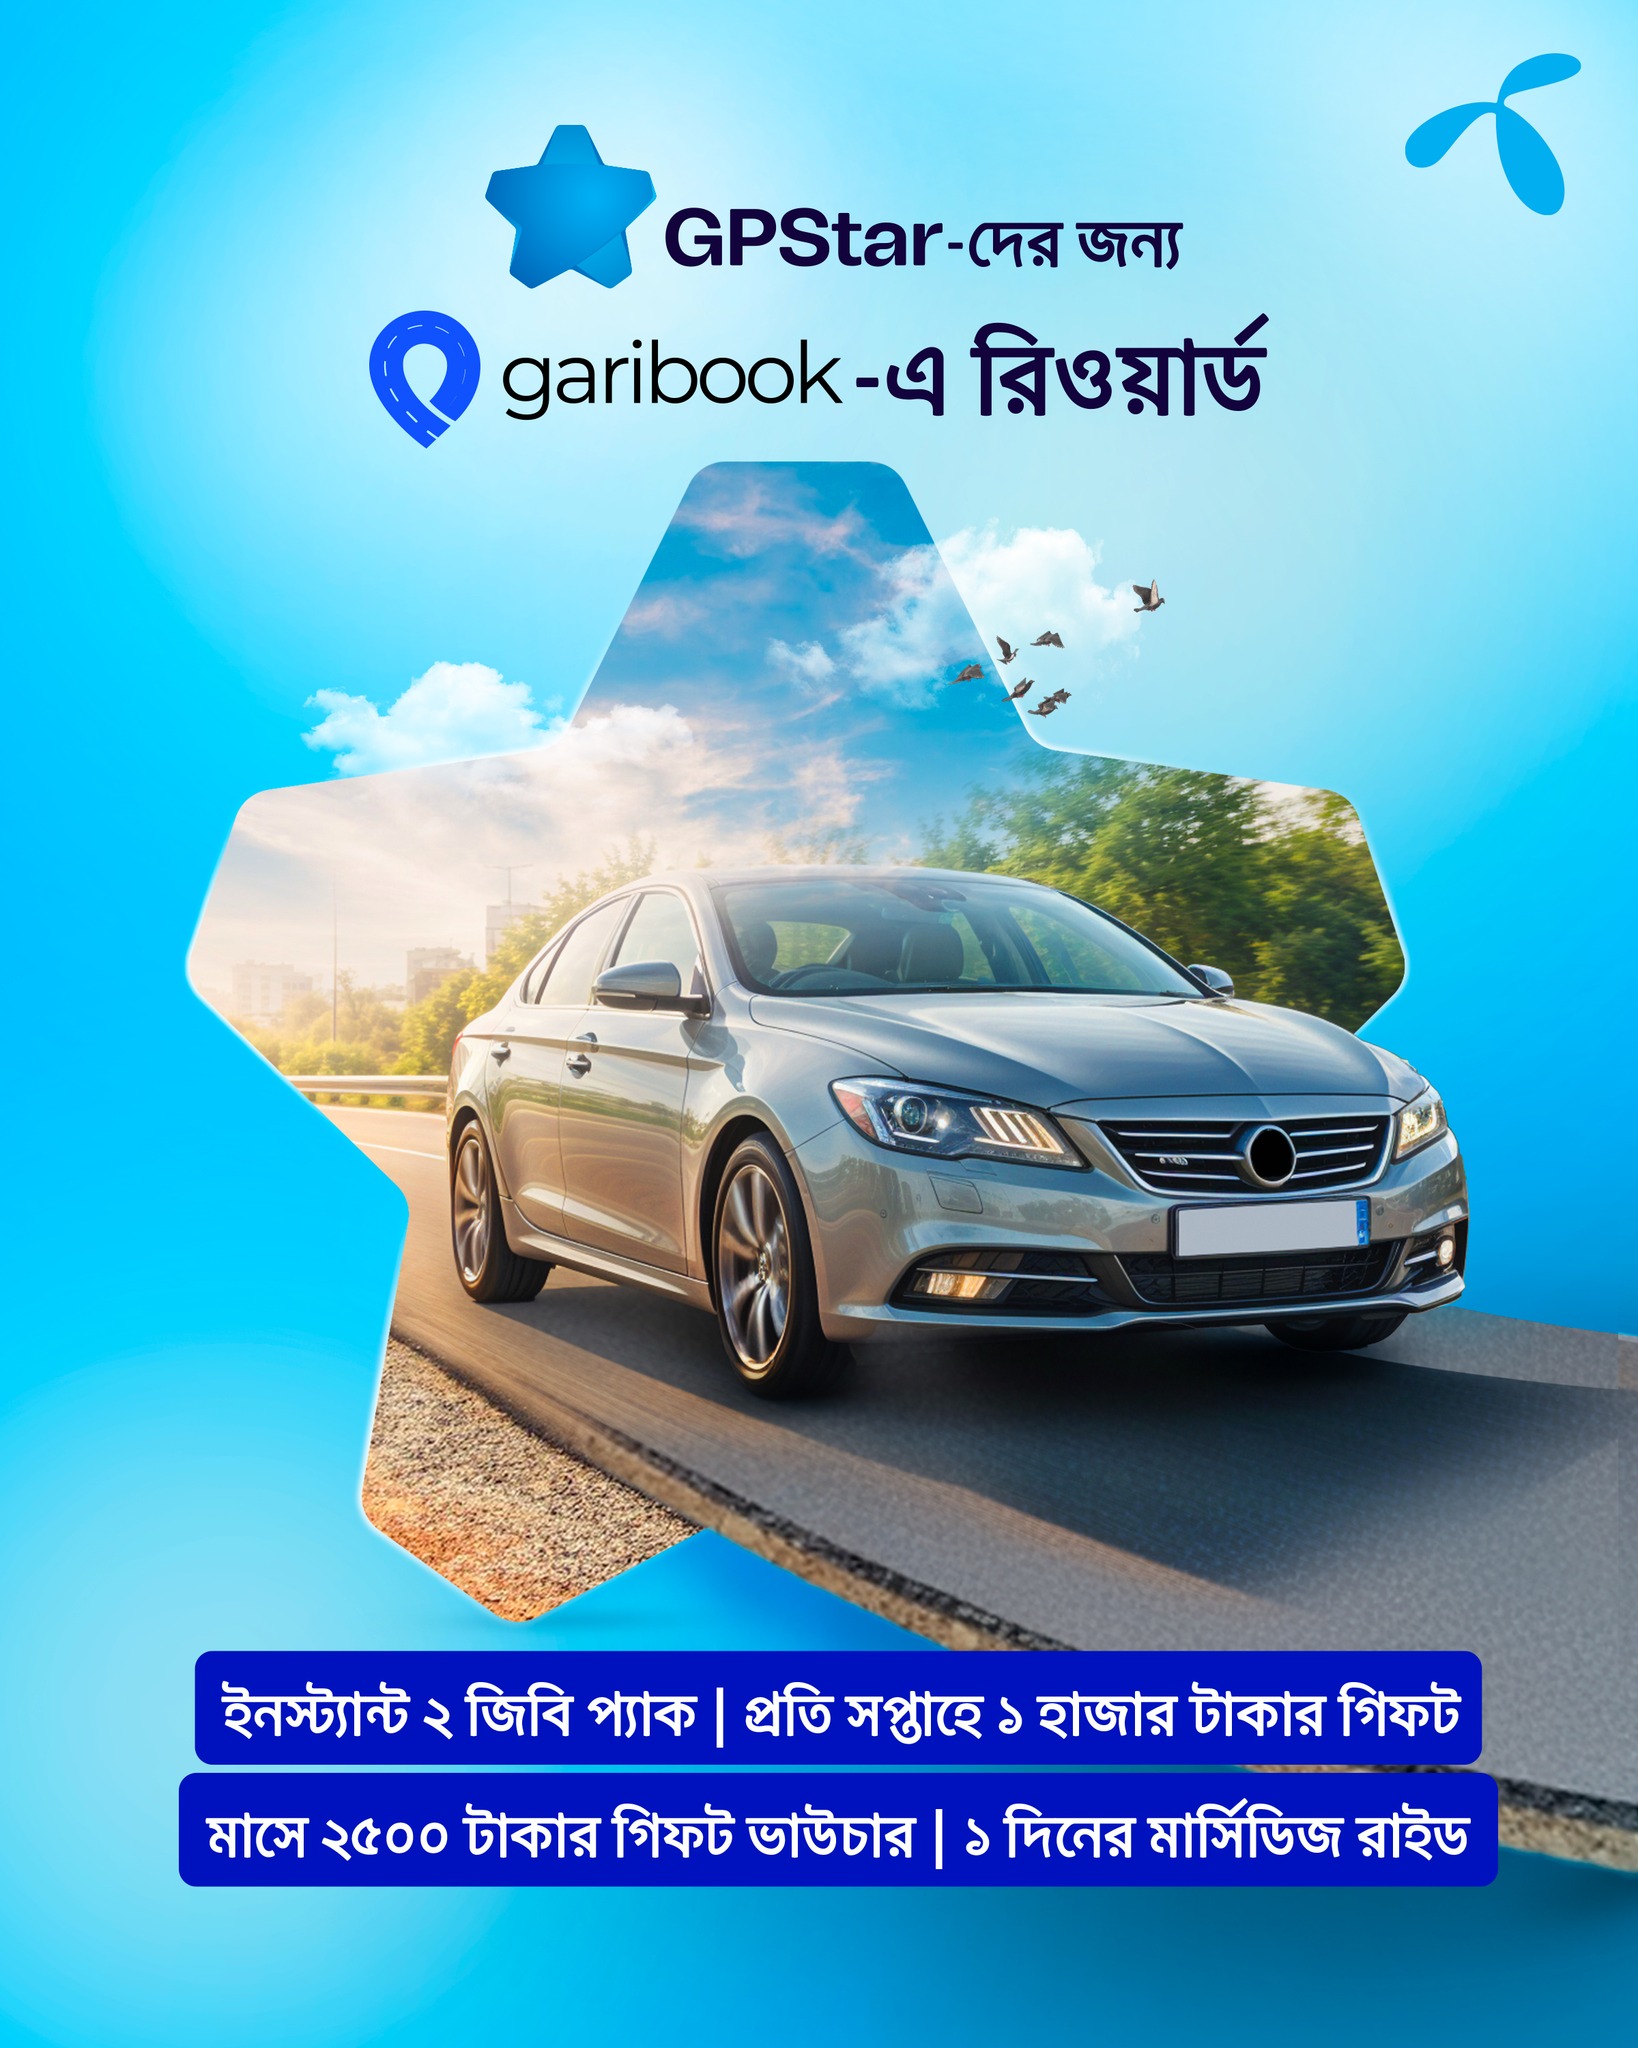 GPStar-দের জন্য
garibook-এ রিওয়ার্ড
ইনস্ট্যান্ট ২ জিবি প্যাক | প্রতি সপ্তাহে ১ হাজার টাকার গিফট
মাসে ২৫০০ টাকার গিফট ভাউচার | ১ দিনের মার্সিডিজ রাইড